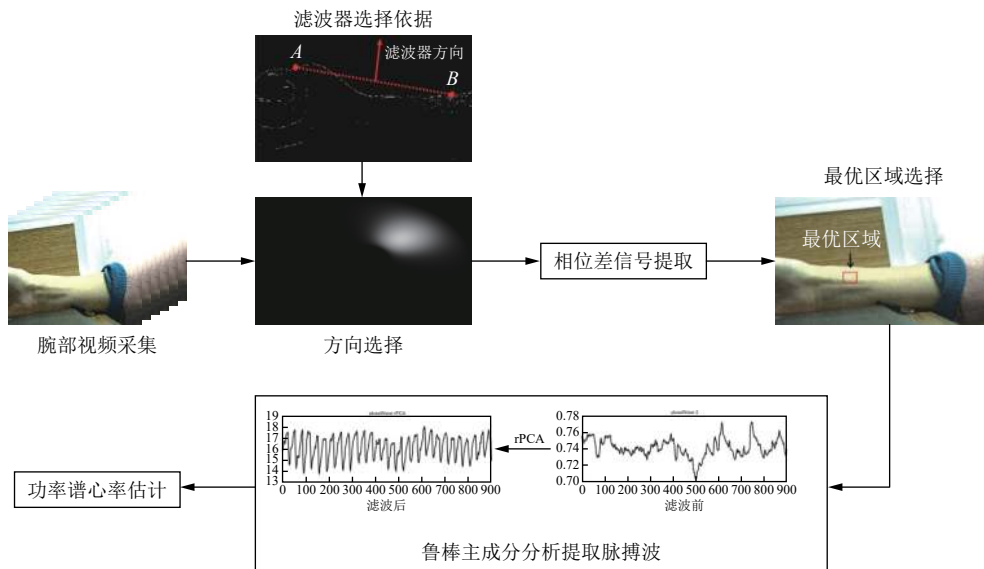 滤波器选择依据
A
滤波器方向
B
最优区域选择
最优区域
相位差信号提取
腕部视频采集
方向选择
19
18
17
16
15
14
13
0 100 200 300 400 500 600 700 800 900
滤波后
rPCA
0.78
0.76
0.74
0.72
0.70
0 100 200 300 400 500 600 700 800 900
滤波前
功率谱心率估计
鲁棒主成分分析提取脉搏波